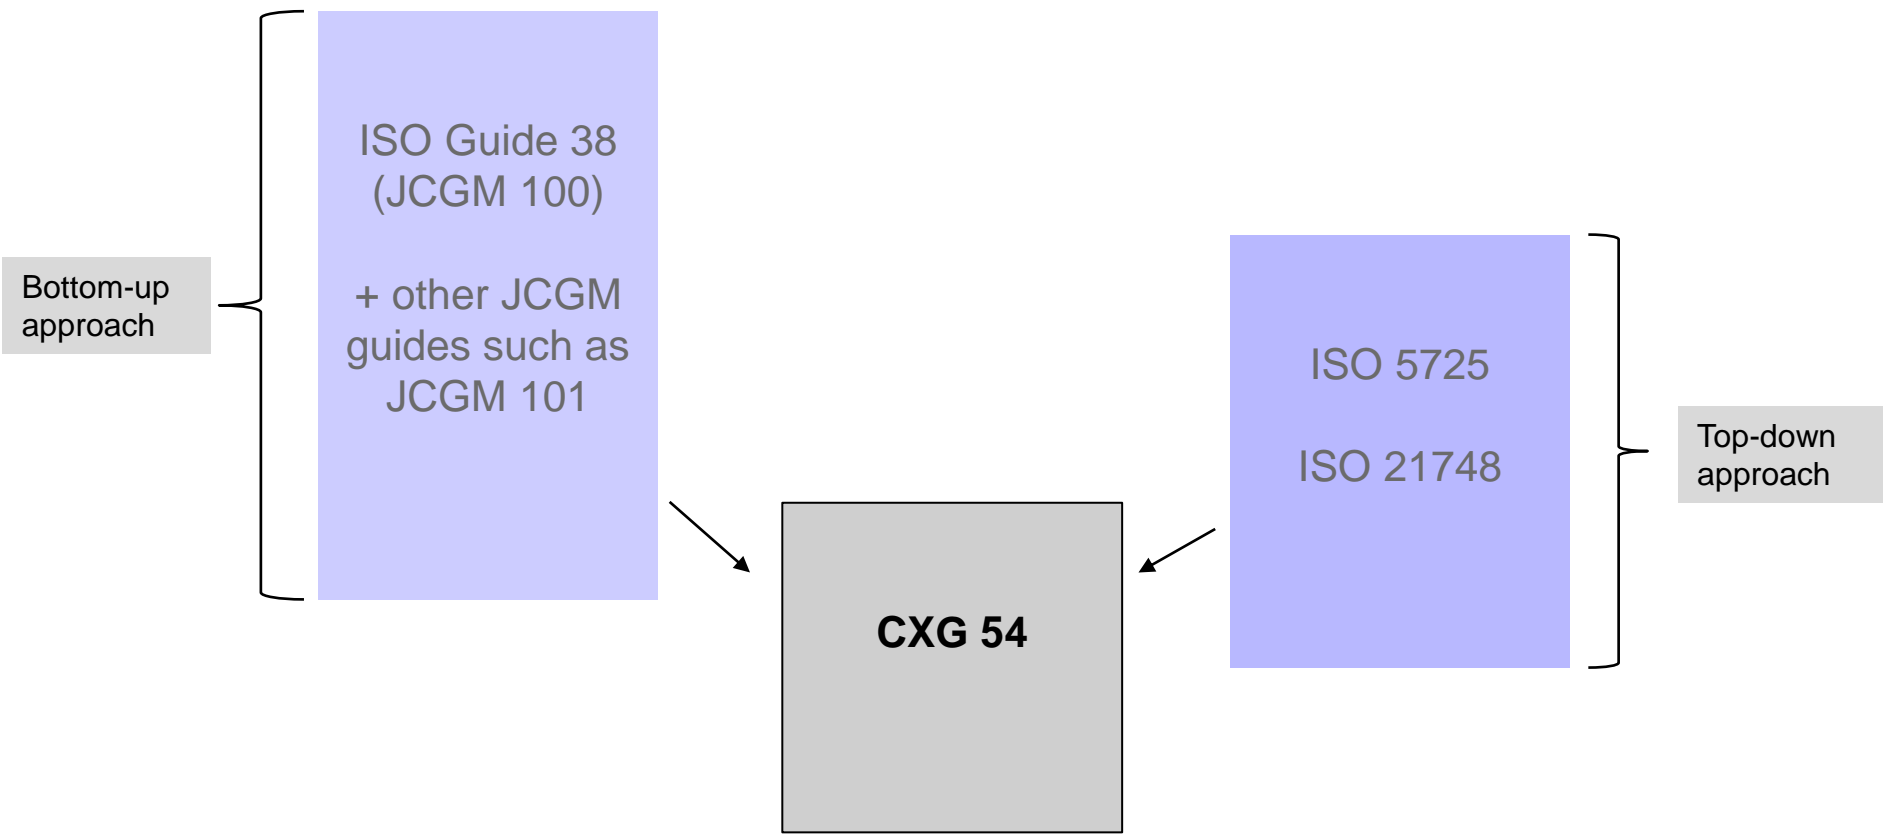 Bottom-up
approach
ISO Guide 38
(JCGM 100)
+ other JCGM
guides such as
JCGM 101
CXG 54
ISO 5725
ISO 21748
Top-down
approach